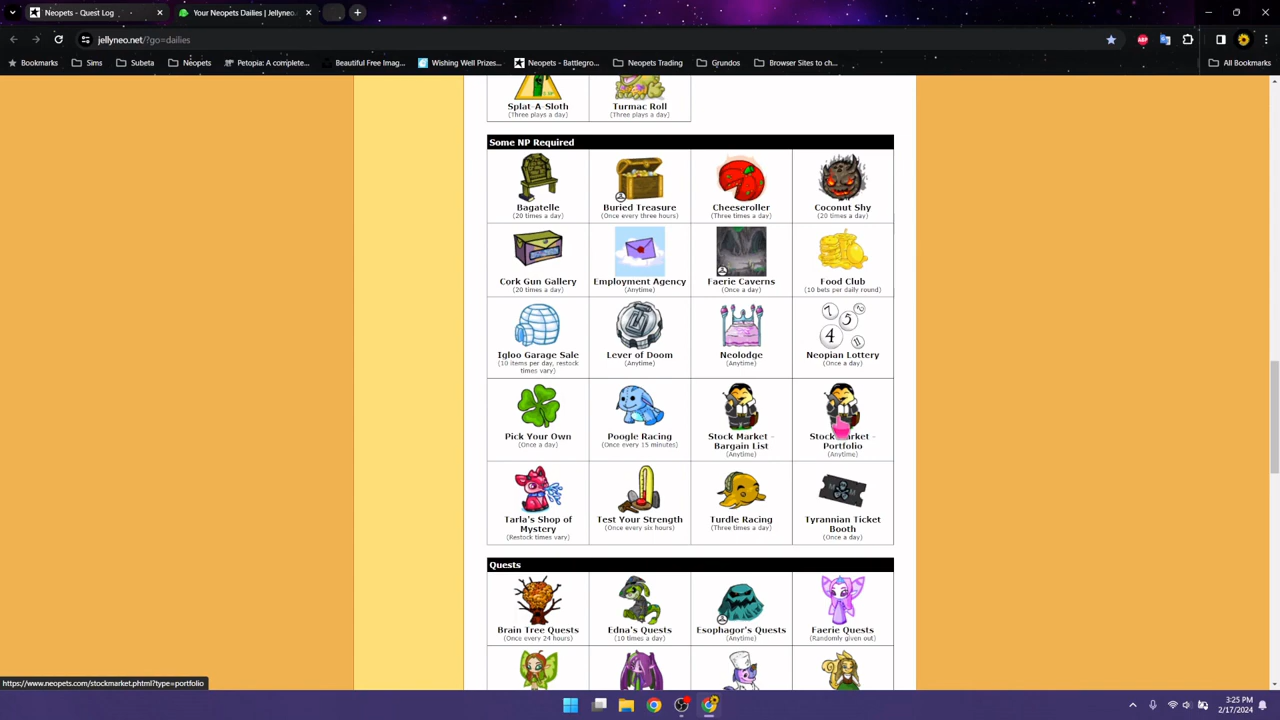 Neopets - Quest Log
Your Neopets Dailies | Jellyneo.n
jellyneo.net/?go=dailies
Bookmarks Sims Subeta Neopets Petopia: A complete... Beautiful Free Imag... Wishing Well Prizes... Neopets - Battlegro... Neopets Trading Grundos Browser Sites to ch... All Bookmarks
Splat-A-Sloth
(Three plays a day)
Turmac Roll
(Three plays a day)
Some NP Required
Bagatelle
(20 times a day)
Buried Treasure
(Once every three hours)
Cheeseroller
(Three times a day)
Coconut Shy
(20 times a day)
Cork Gun Gallery
(20 times a day)
Employment Agency
(Anytime)
Faerie Caverns
(Once a day)
Food Club
(10 bets per daily round)
Igloo Garage Sale
(10 items per day, restock
times vary)
Lever of Doom
(Anytime)
Neolodge
(Anytime)
Neopian Lottery
(Once a day)
Pick Your Own
(Once a day)
Poogle Racing
(Once every 15 minutes)
Stock Market -
Bargain List
(Anytime)
Stock Market -
Portfolio
(Anytime)
Tarla's Shop of
Mystery
(Restock times vary)
Test Your Strength
(Once every six hours)
Turdle Racing
(Three times a day)
Tyrannian Ticket
Booth
(Once a day)
Quests
Brain Tree Quests
(Once every 24 hours)
Edna's Quests
(10 times a day)
Esophagor's Quests
(Anytime)
Faerie Quests
(Randomly given out)
https://www.neopets.com/stockmarket.phtml?type=portfolio
3:25 PM
2/17/2024